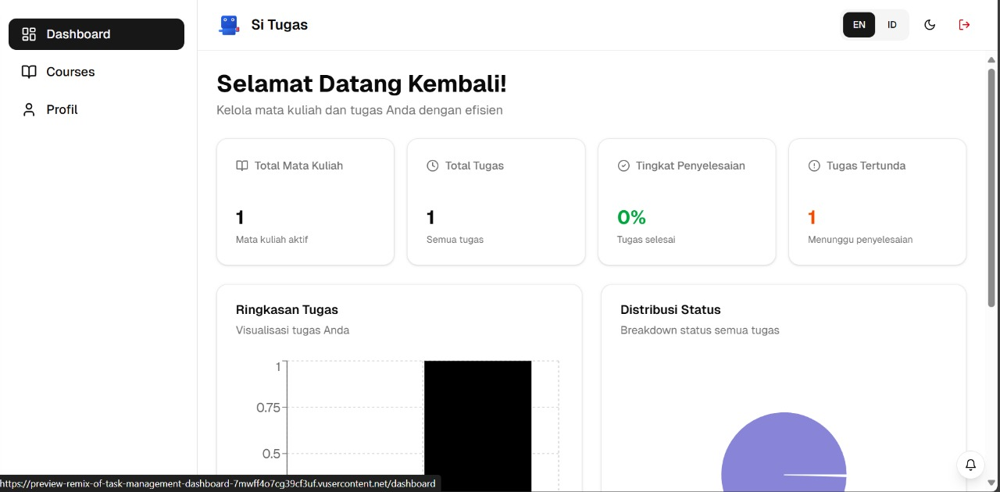 Dashboard
Courses
Profil
Si Tugas
EN
ID
Selamat Datang Kembali!
Kelola mata kuliah dan tugas Anda dengan efisien
Total Mata Kuliah
1
Mata kuliah aktif
Total Tugas
1
Semua tugas
Tingkat Penyelesaian
0%
Tugas selesai
Tugas Tertunda
1
Menunggu penyelesaian
Ringkasan Tugas
Visualisasi tugas Anda
1
0.75
0.5
Distribusi Status
Breakdown status semua tugas
https://preview-remix-of-task-management-dashboard-7mwff4o7cg39cf3uf.vusercontent.net/dashboard